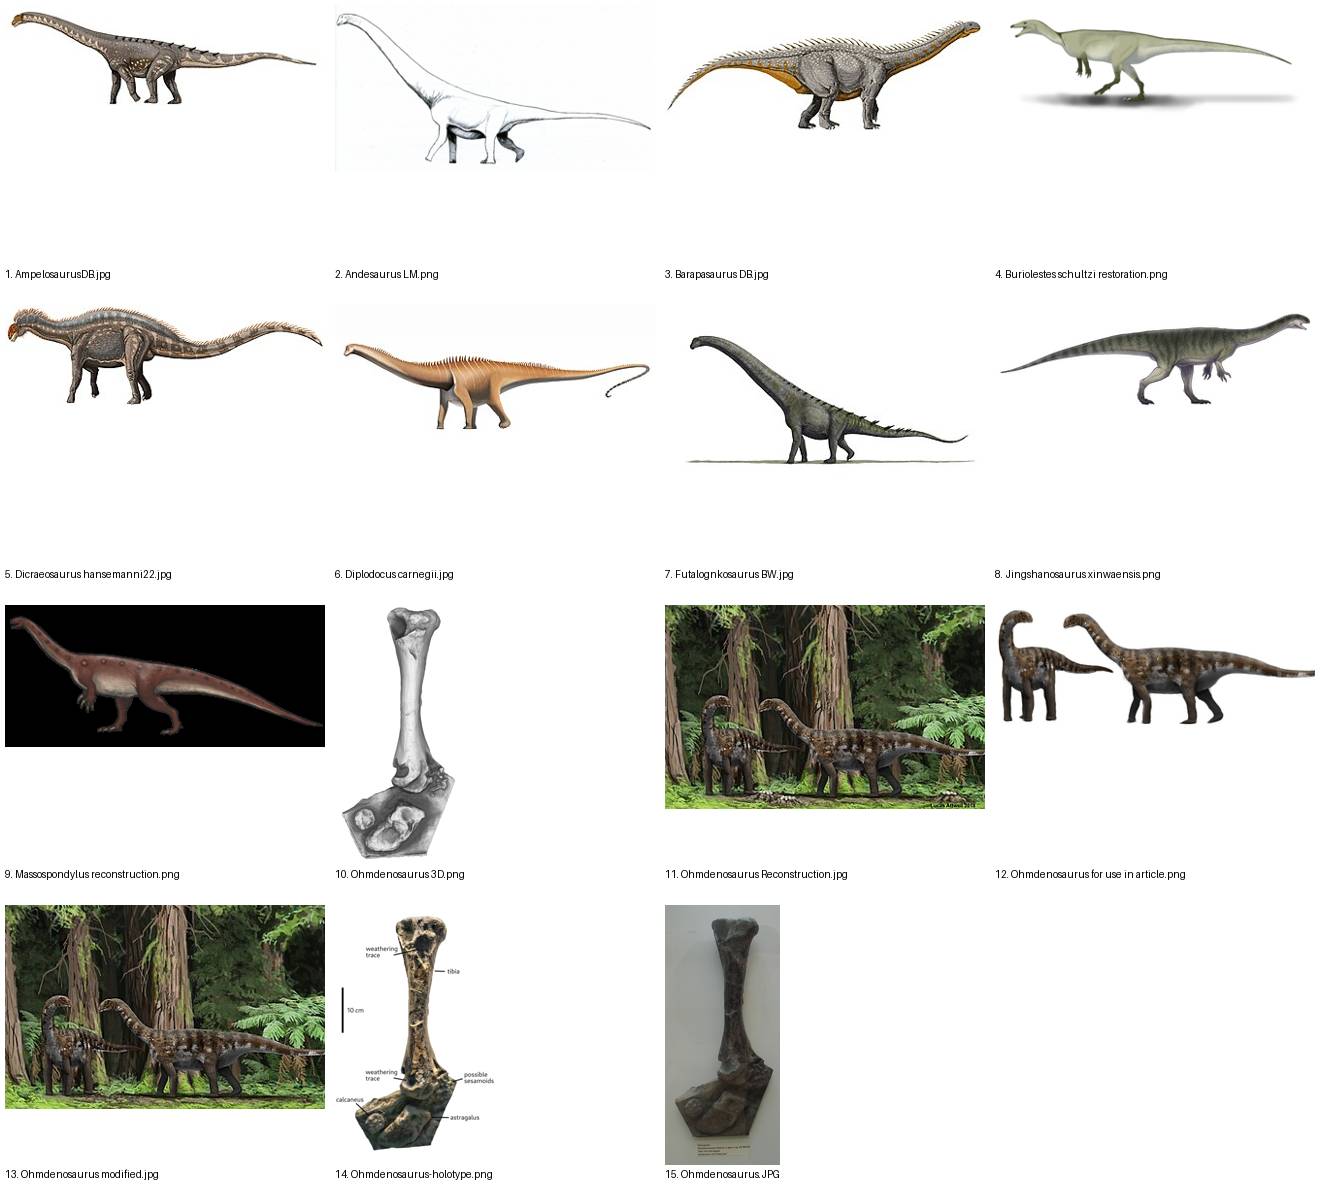 1. AmpelosaurusDB.jpg
2. Andesaurus LM.png
3. Barapasaurus DB.jpg
4. Buriolestes schultzi restoration.png
5. Dicraeosaurus hansemanni22.jpg
6. Diplodocus carnegii.jpg
7. Futalognkosaurus BW.jpg
8. Jingshanosaurus xinwaensis.png
9. Massospondylus reconstruction.png
10. Ohmdenosaurus 3D.png
11. Ohmdenosaurus Reconstruction.jpg
12. Ohmdenosaurus for use in article.png
weathering
trace
tibia
10 cm
weathering
trace
possible
sesamoids
calcaneus
astragalus
13. Ohmdenosaurus modified.jpg
14. Ohmdenosaurus-holotype.png
15. Ohmdenosaurus.JPG